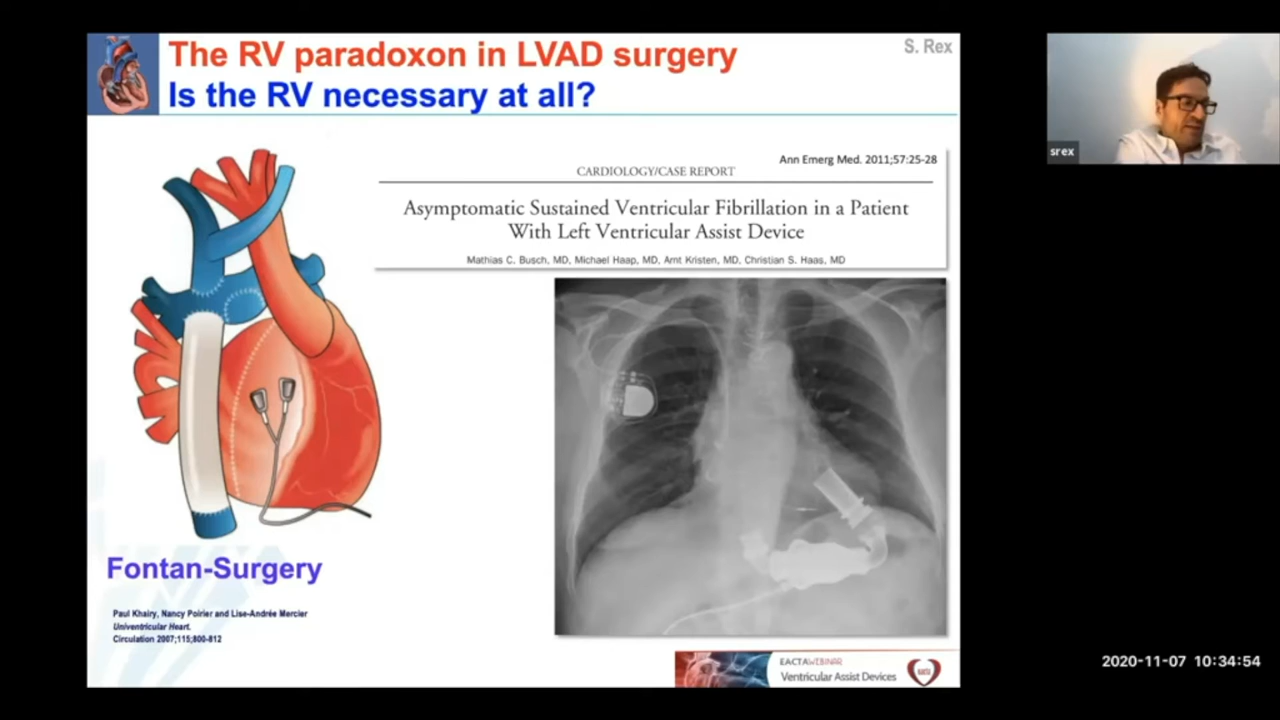 The RV paradoxon in LVAD surgery
Is the RV necessary at all?
S. Rex
Ann Emerg Med. 2011;57:25-28
CARDIOLOGY/CASE REPORT
Asymptomatic Sustained Ventricular Fibrillation in a Patient
With Left Ventricular Assist Device
Mathias C. Busch, MD, Michael Haap, MD, Arnt Kristen, MD, Christian S. Haas, MD
Fontan-Surgery
Paul Khairy, Nancy Poirier and Lise-Andrée Mercier
Univentricular Heart.
Circulation 2007;115;800-812
EACTAWEBINAR
Ventricular Assist Devices
EACTA
srex
2020-11-07 10:34:54